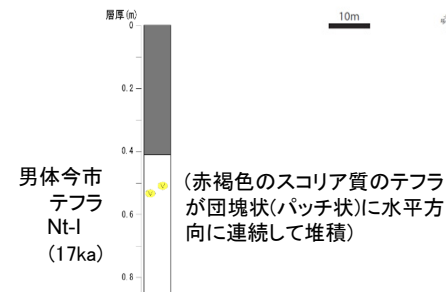 層厚(m)
0
10m
0.2
0.4
男体今市
テフラ
Nt-I
(17ka)
V
V
(赤褐色のスコリア質のテフラ
が団塊状(パッチ状)に水平方
向に連続して堆積)
0.6
0.8